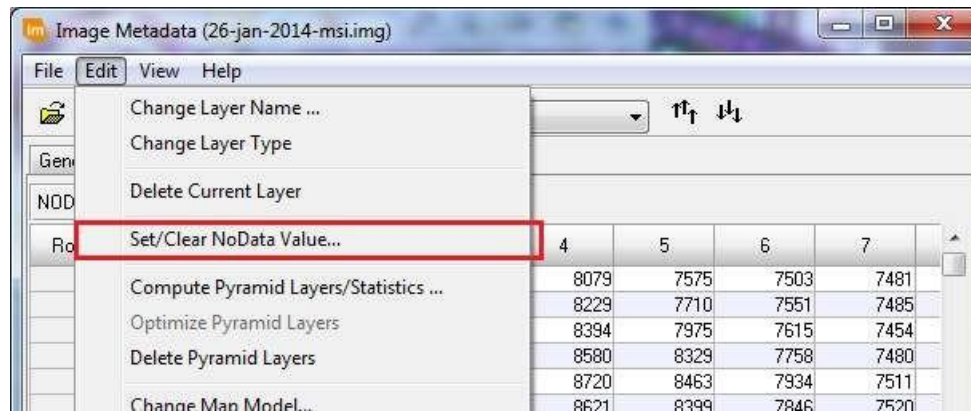 Image Metadata (26-jan-2014-msi.img)
File Edit View Help
Change Layer Name ...
Change Layer Type
Gen
Delete Current Layer
NOD
Set/Clear NoData Value...
Ro 4 5 6 7
Compute Pyramid Layers/Statistics ...
8079 7575 7503 7481
8229 7710 7551 7485
Optimize Pyramid Layers
8394 7975 7615 7454
Delete Pyramid Layers
8580 8329 7758 7480
8720 8463 7934 7511
Change Map Model...
8621 8399 7846 7520